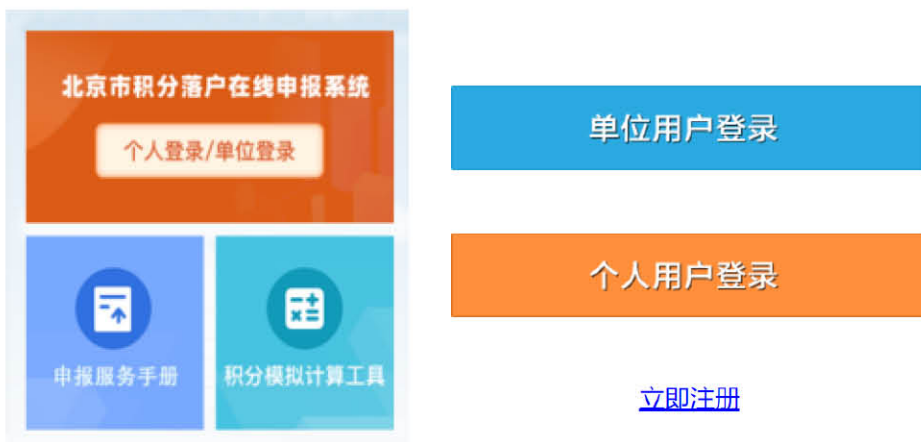 北京市积分落户在线申报系统
个人登录/单位登录
申报服务手册
积分模拟计算工具
单位用户登录
个人用户登录
立即注册